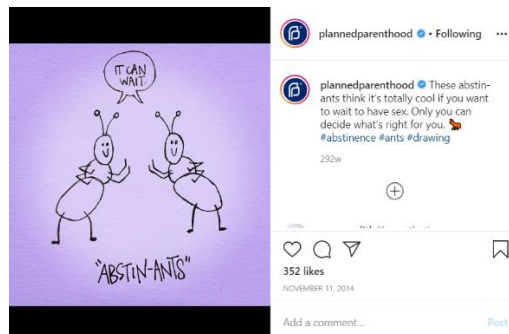 IT CAN
WAIT.
"ABSTIN-ANTS"
plannedparenthood • Following
plannedparenthood These abstin-
ants think it's totally cool if you want
to wait to have sex. Only you can
decide what's right for you. 🐜
#abstinence #ants #drawing
292w
352 likes
NOVEMBER 11, 2014
Add a comment...
Post